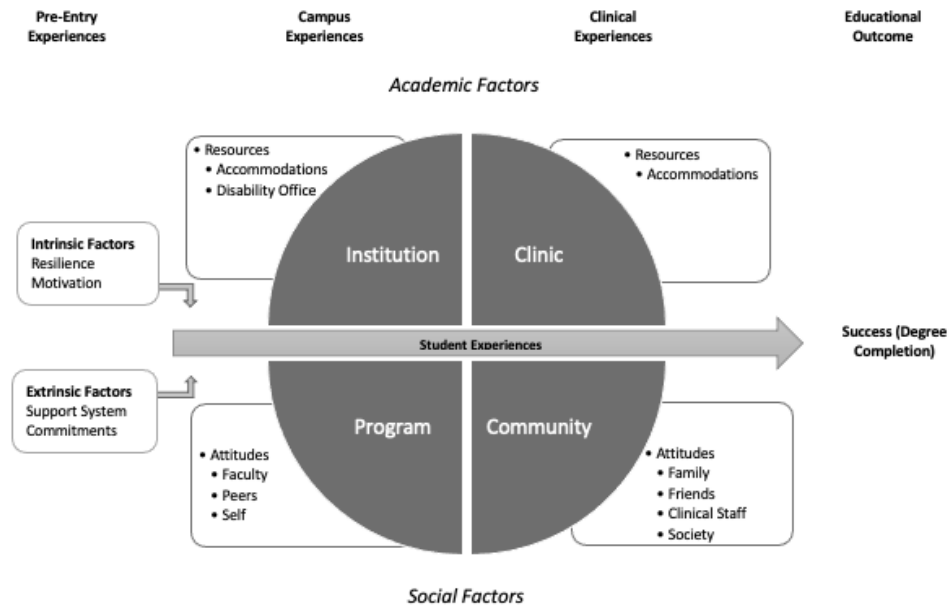 Pre-Entry
Experiences
Campus
Experiences
Clinical
Experiences
Educational
Outcome
Academic Factors
• Resources
• Accommodations
• Disability Office
• Resources
• Accommodations
Institution
Clinic
Intrinsic Factors
Resilience
Motivation
Student Experiences
Success (Degree
Completion)
Extrinsic Factors
Support System
Commitments
Program
Community
• Attitudes
• Faculty
• Peers
• Self
• Attitudes
• Family
• Friends
• Clinical Staff
• Society
Social Factors